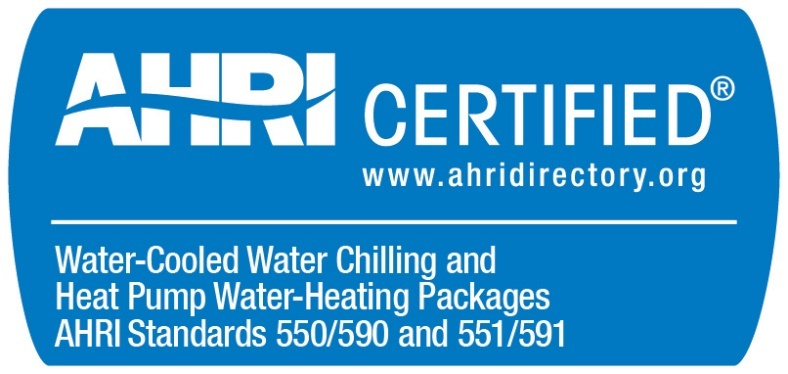 AHRI CERTIFIED®
www.ahridirectory.org
Water-Cooled Water Chilling and
Heat Pump Water-Heating Packages
AHRI Standards 550/590 and 551/591